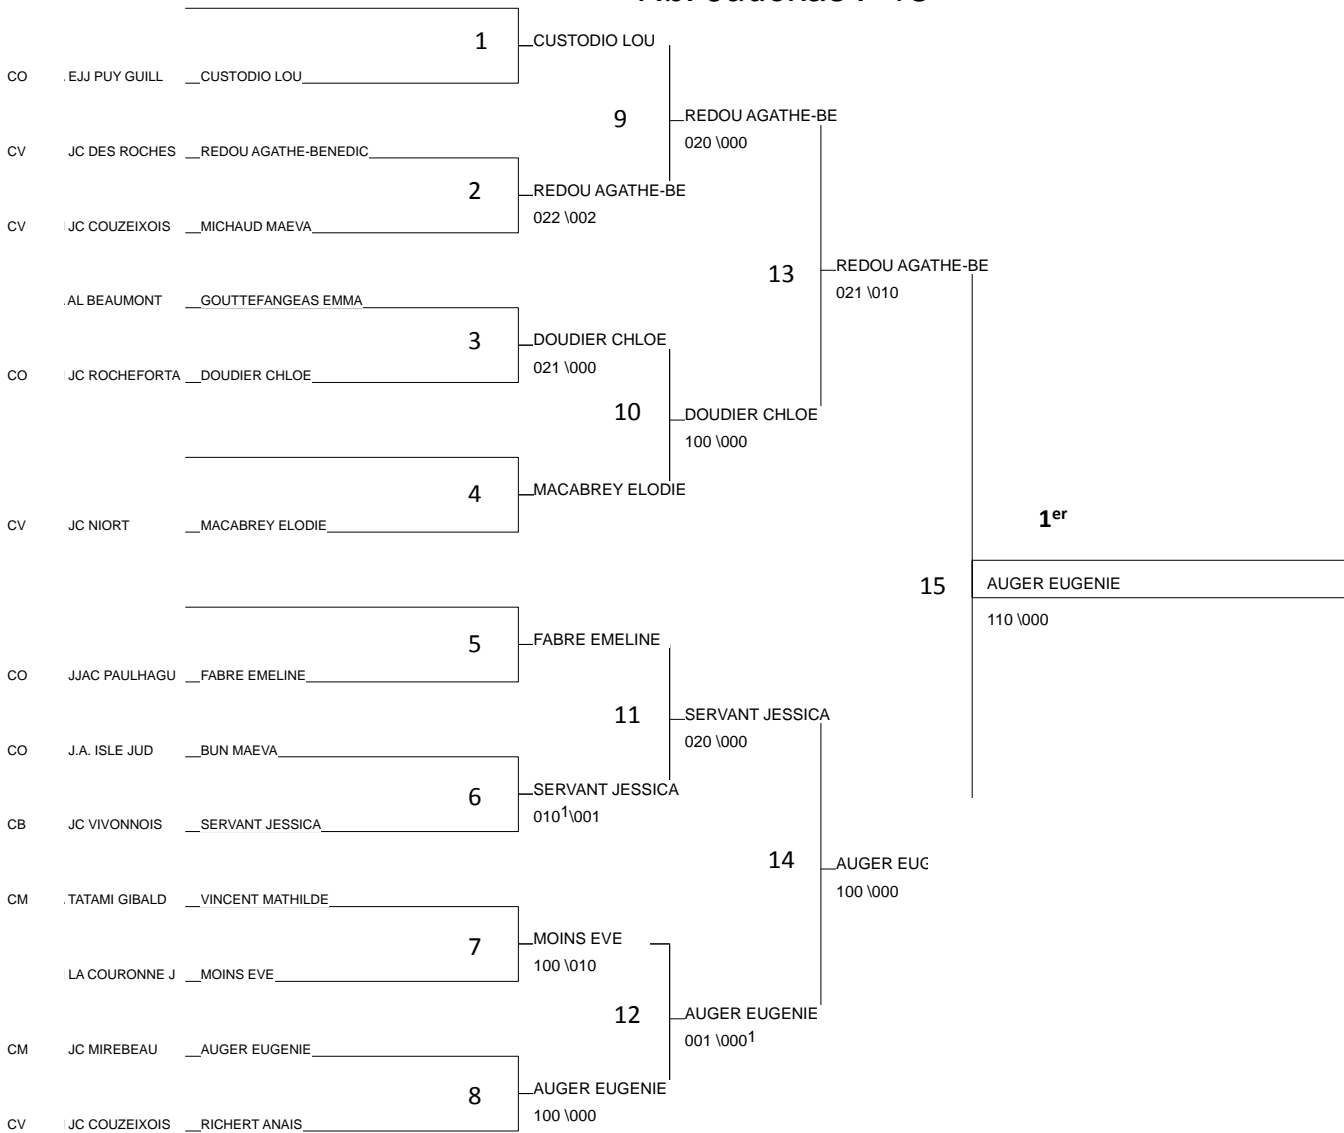 1 CUSTODIO LOU
CO EJJ PUY GUILL CUSTODIO LOU
9 REDOU AGATHE-BE
020 \000
CV JC DES ROCHES REDOU AGATHE-BENEDIC
2 REDOU AGATHE-BE
022 \002
CV JC COUZEIXOIS MICHAUD MAEVA
13 REDOU AGATHE-BE
021 \010
AL BEAUMONT GOUTTEFANGEAS EMMA
3 DOUDIER CHLOE
021 \000
CO JC ROCHEFORTA DOUDIER CHLOE
10 DOUDIER CHLOE
100 \000
4 MACABREY ELODIE
CV JC NIORT MACABREY ELODIE
1er
15 AUGER EUGENIE
110 \000
5 FABRE EMELINE
CO JJAC PAULHAGU FABRE EMELINE
11 SERVANT JESSICA
020 \000
CO J.A. ISLE JUD BUN MAEVA
6 SERVANT JESSICA
0101\001
CB JC VIVONNOIS SERVANT JESSICA
14 AUGER EUG
100 \000
CM TATAMI GIBALD VINCENT MATHILDE
7 MOINS EVE
100 \010
LA COURONNE J MOINS EVE
12 AUGER EUGENIE
001 \0001
CM JC MIREBEAU AUGER EUGENIE
8 AUGER EUGENIE
100 \000
CV JC COUZEIXOIS RICHERT ANAIS